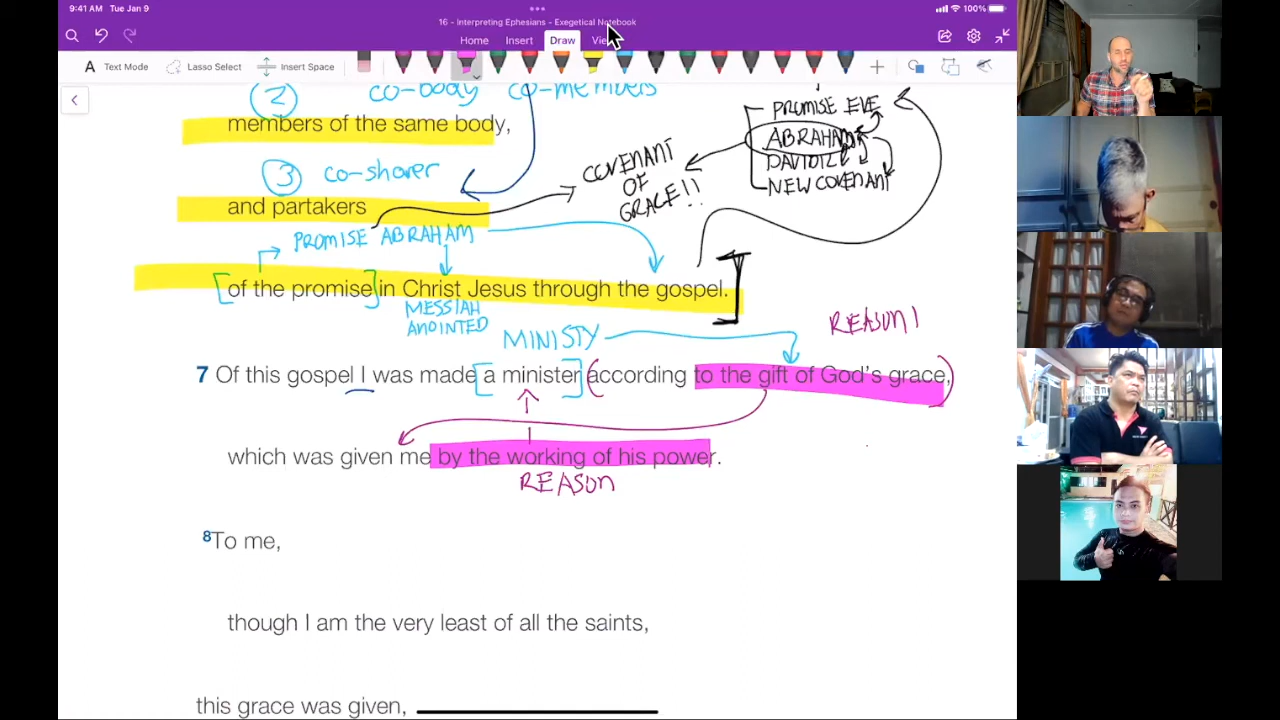 9:41 AM Tue Jan 9
100%
16 - Interpreting Ephesians - Exegetical Notebook
Home Insert Draw
A Text Mode Lasso Select Insert Space
2 co-body co-members
members of the same body,
PROMISE EVE
ABRAHAM
NEW COVENANT
COVENANT
OF
GRACE!!
3 co-sharer
and partakers
PROMISE ABRAHAM
[of the promise] in Christ Jesus through the gospel.
MESSIAH
ANOINTED
MINISTY
REASON 1
7 Of this gospel I was made [a minister] (according to the gift of God's grace,)
which was given me by the working of his power.
REASON
8To me,
though I am the very least of all the saints,
this grace was given,